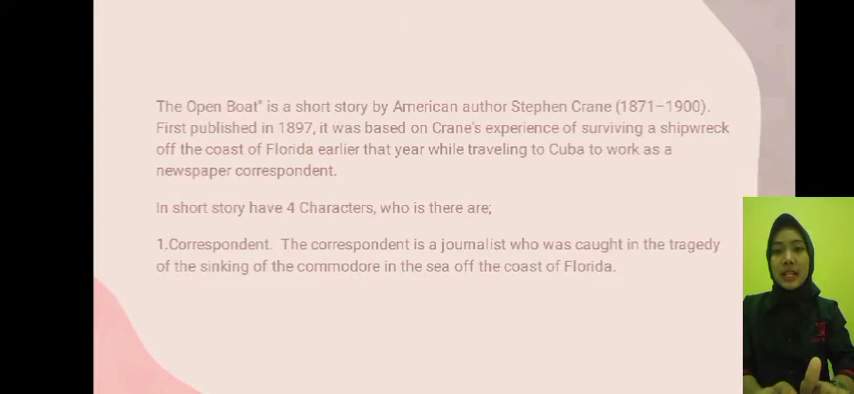 The Open Boat" is a short story by American author Stephen Crane (1871–1900).
First published in 1897, it was based on Crane's experience of surviving a shipwreck
off the coast of Florida earlier that year while traveling to Cuba to work as a
newspaper correspondent.
In short story have 4 Characters, who is there are;
1.Correspondent. The correspondent is a journalist who was caught in the tragedy
of the sinking of the commodore in the sea off the coast of Florida.